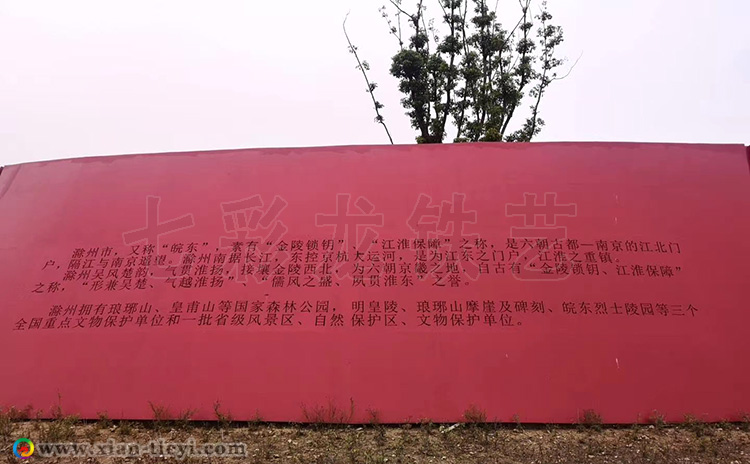 七彩龙铁艺
滁州市，又称“皖东”，素有“金陵锁钥”、“江淮保障”之称，是六朝古都—南京的江北门
户，隔江与南京遥望。滁州南据长江，东控京杭大运河，是为江东之门户，江淮之重镇。
滁州吴风楚韵，气贯淮扬，接壤金陵西北，为六朝京畿之地，自古有“金陵锁钥、江淮保障”
之称，“形兼吴楚、气越淮扬”、“儒风之盛、夙贯淮东”之誉。
滁州拥有琅琊山、皇甫山等国家森林公园，明皇陵、琅琊山摩崖及碑刻、皖东烈士陵园等三个
全国重点文物保护单位和一批省级风景区、自然 保护区、文物保护单位。
www.xian-tieyi.com